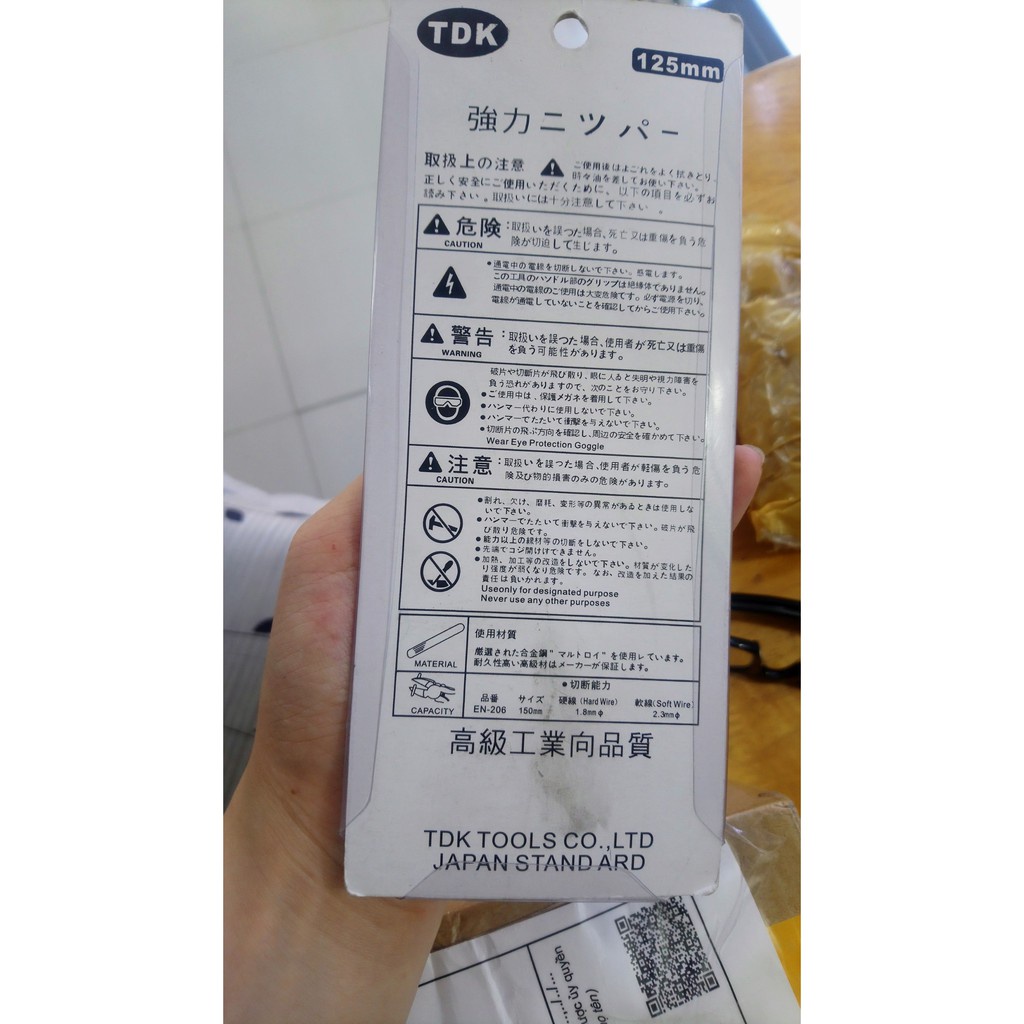 TDK
125mm
強力ニツパー
取扱上の注意
ご使用後はよごれをよく拭きとり、
時々油を差してお使い下さい。
正しく安全にご使用いただくために、以下の項目を必ずお
読み下さい。取扱いには十分注意して下さい。
危険:取扱いを誤つた場合、死亡又は重傷を負う危
CAUTION 険が切迫して生じます。
●通電中の電線を切断しないで下さい。感電します。
この工具のハンドル部のグリップは絶縁体でありません。
通電中の電線のご使用は大変危険です。必ず電源を切り、
電線が通電していないことを確認してからご使用下さい。
警告:取扱いを誤つた場合、使用者が死亡又は重傷
WARNING を負う可能性があります。
破片や切断片が飛び散り、眼に入ると失明や視力障害を
負う恐れがありますので、次のことをお守り下さい。
●ご使用中は、保護メガネを着用して下さい。
●ハンマー代わりに使用しないで下さい。
●ハンマーでたたいて衝撃を与えないで下さい。
●切断片の飛ぶ方向を確認し、周辺の安全を確かめて下さい。
Wear Eye Protection Goggle
注意:取扱いを誤つた場合、使用者が軽傷を負う危
CAUTION 険及び物的損害のみの危険があります。
●割れ、欠け、磨耗、変形等の異常があるときは使用しな
いで下さい。
●ハンマーでたたいて衝撃を与えないで下さい。破片が飛
び散り危険です。
●能力以上の線材等の切断をしないで下さい。
●先端でコジ開けけできません。
●加熱、加工等の改造をしないで下さい。材質が変化した
り強度が弱くなり危険です。なお、改造を加えた結果の
責任は負いかれます。
Useonly for designated purpose
Never use any other purposes
使用材質
厳選された合金鋼"マルトロイ"を使用レています。
MATERIAL 耐久性高い高級材はメーカーが保証します。
●切断能力
品番 サイズ 硬線(Hard Wire) 軟線(Soft Wire)
CAPACITY EN-206 150mm 1.8mmφ 2.3mmφ
高級工業向品質
TDK TOOLS CO.,LTD
JAPAN STAND ARD
ược ủy quyền
ọ tên)